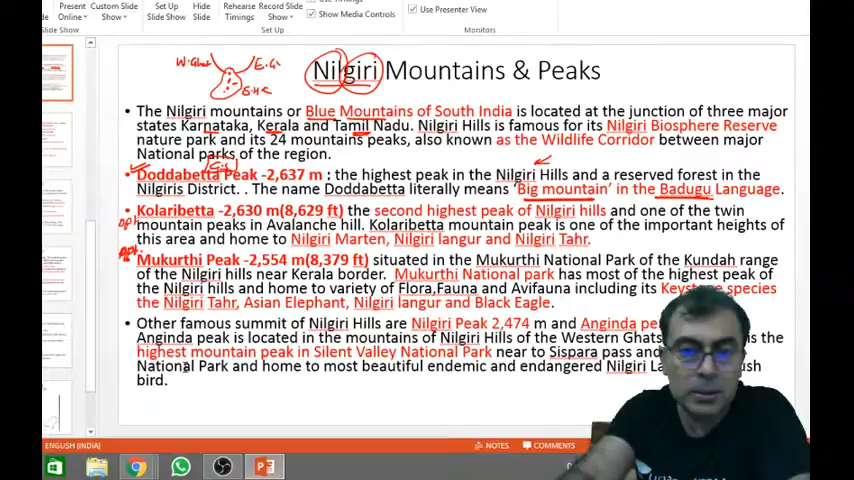 Present Online
Custom Slide Show
Set Up Slide Show
Hide Slide
Rehearse Timings
Record Slide Show
Show Media Controls
Use Presenter View
Slide Show
Set Up
Monitors
W.Ghat
E.G.
Nilgiri Mountains & Peaks
• The Nilgiri mountains or Blue Mountains of South India is located at the junction of three major
states Karnataka, Kerala and Tamil Nadu. Nilgiri Hills is famous for its Nilgiri Biosphere Reserve
nature park and its 24 mountains peaks, also known as the Wildlife Corridor between major
National parks of the region.
• Doddabetta Peak -2,637 m : the highest peak in the Nilgiri Hills and a reserved forest in the
Nilgiris District. . The name Doddabetta literally means 'Big mountain' in the Badugu Language.
• Kolaribetta -2,630 m(8,629 ft) the second highest peak of Nilgiri hills and one of the twin
mountain peaks in Avalanche hill. Kolaribetta mountain peak is one of the important heights of
this area and home to Nilgiri Marten, Nilgiri langur and Nilgiri Tahr.
• Mukurthi Peak -2,554 m(8,379 ft) situated in the Mukurthi National Park of the Kundah range
of the Nilgiri hills near Kerala border. Mukurthi National park has most of the highest peak of
the Nilgiri hills and home to variety of Flora,Fauna and Avifauna including its Keystone species
the Nilgiri Tahr, Asian Elephant, Nilgiri langur and Black Eagle.
• Other famous summit of Nilgiri Hills are Nilgiri Peak 2,474 m and Anginda
Anginda peak is located in the mountains of Nilgiri Hills of the Western Ghats is the
highest mountain peak in Silent Valley National Park near to Sispara pass and
National Park and home to most beautiful endemic and endangered Nilgiri
bird.
ENGLISH (INDIA)
NOTES
COMMENTS